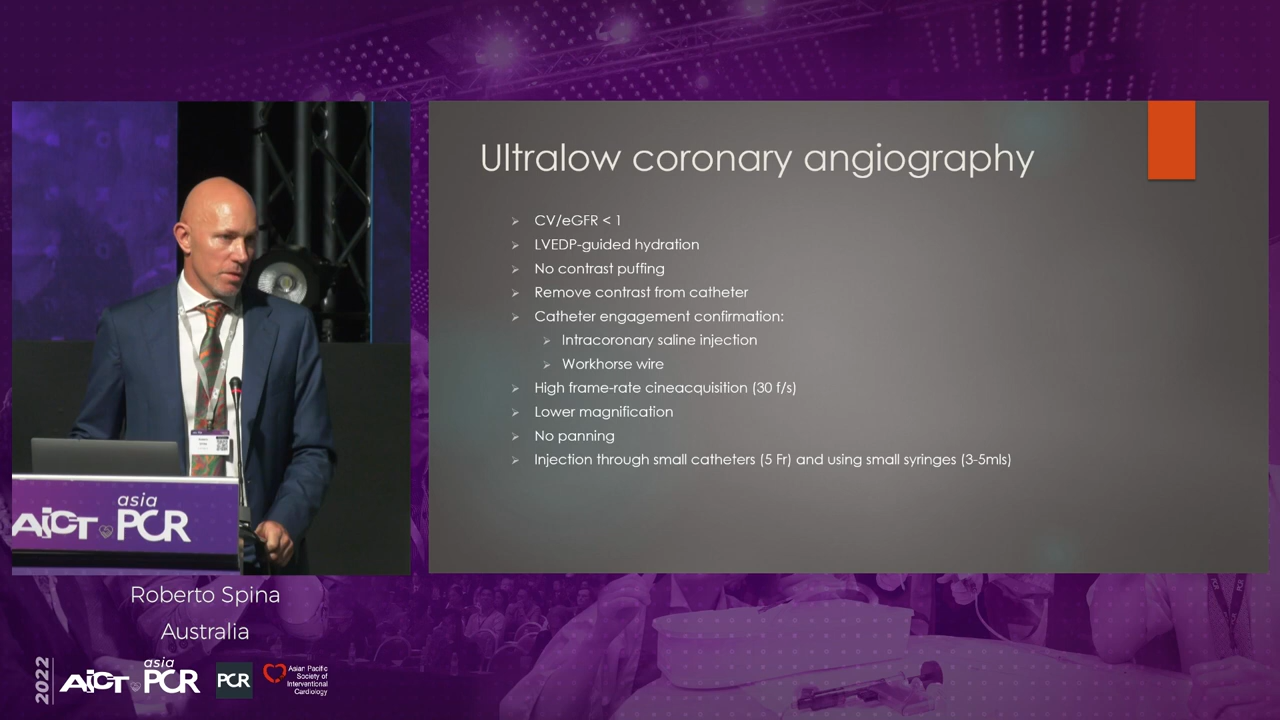 Ultralow coronary angiography
CV/eGFR < 1
LVEDP-guided hydration
No contrast puffing
Remove contrast from catheter
Catheter engagement confirmation:
Intracoronary saline injection
Workhorse wire
High frame-rate cineacquisition (30 f/s)
Lower magnification
No panning
Injection through small catheters (5 Fr) and using small syringes (3-5mls)
asia
AICT PCR
Roberto Spina
Australia
2022
AICT asia PCR
PCR
Asian Pacific
Society of
Interventional
Cardiology